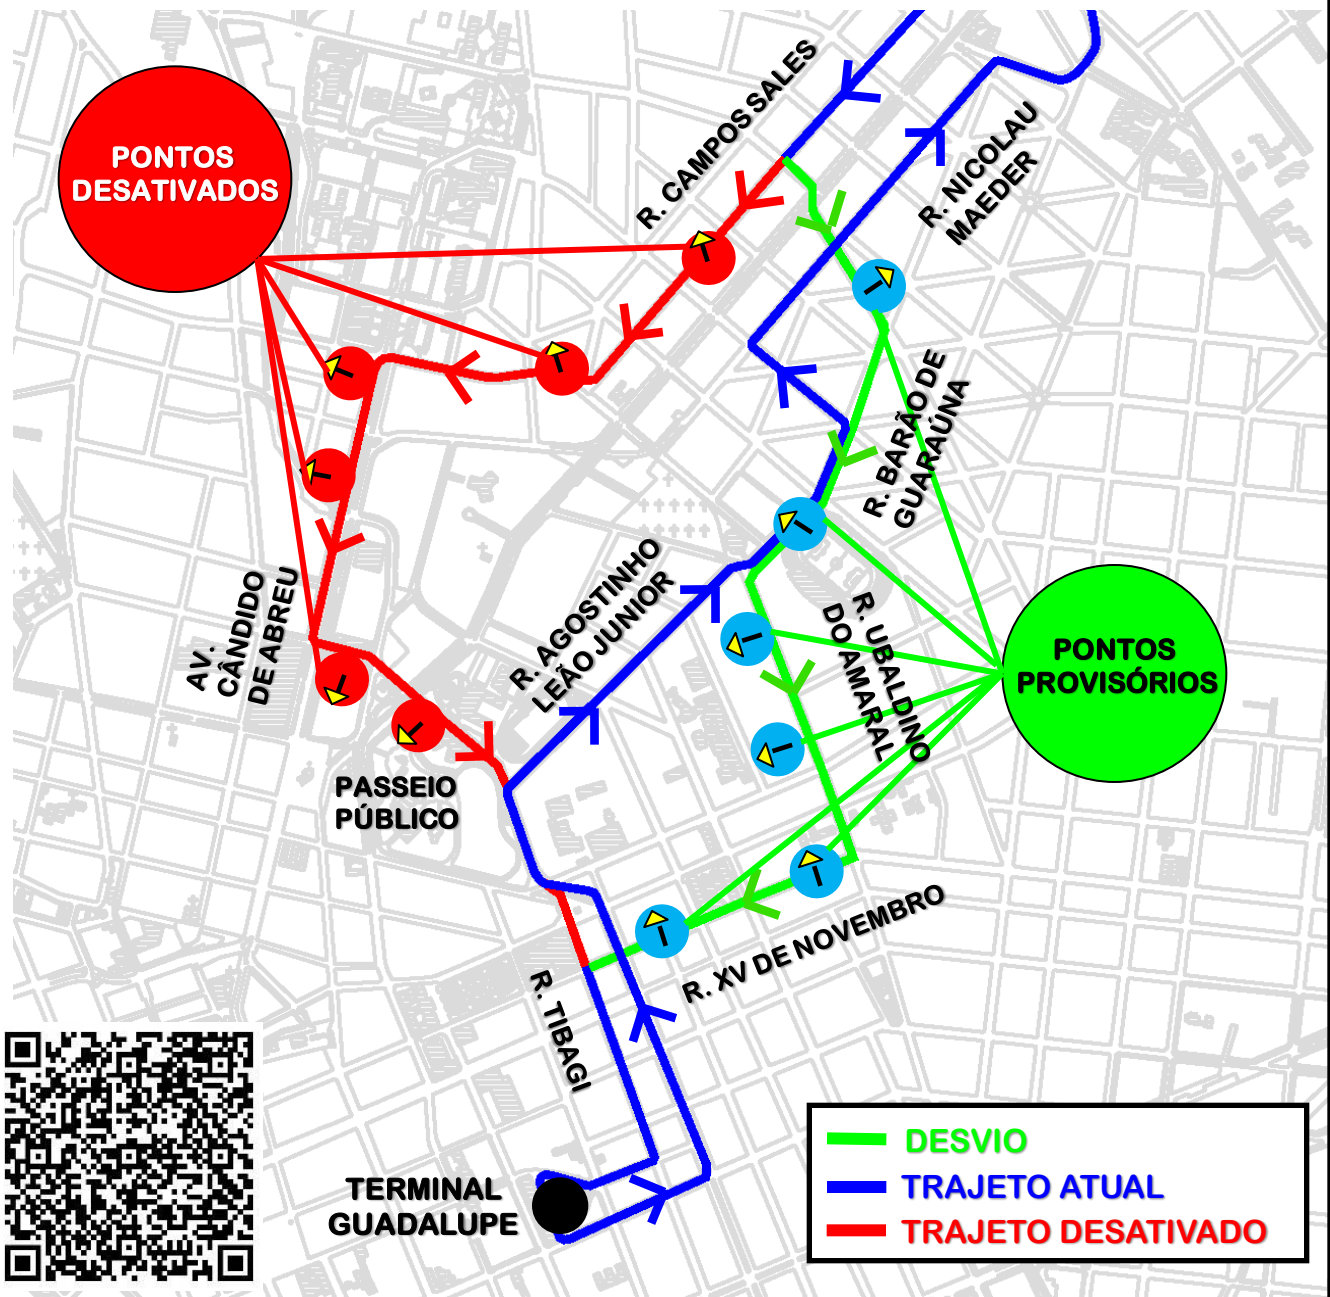 R. CAMPOS SALES
PONTOS
DESATIVADOS
R. NICOLAU
MAEDER
R. BARÃO DE
GUARAÚNA
AV.
CÂNDIDO
DE ABREU
R. AGOSTINHO
LEÃO JUNIOR
R. UBALDINO
DO AMARAL
PONTOS
PROVISÓRIOS
PASSEIO
PÚBLICO
R. XV DE NOVEMBRO
R. TIBAGI
TERMINAL
GUADALUPE
DESVIO
TRAJETO ATUAL
TRAJETO DESATIVADO